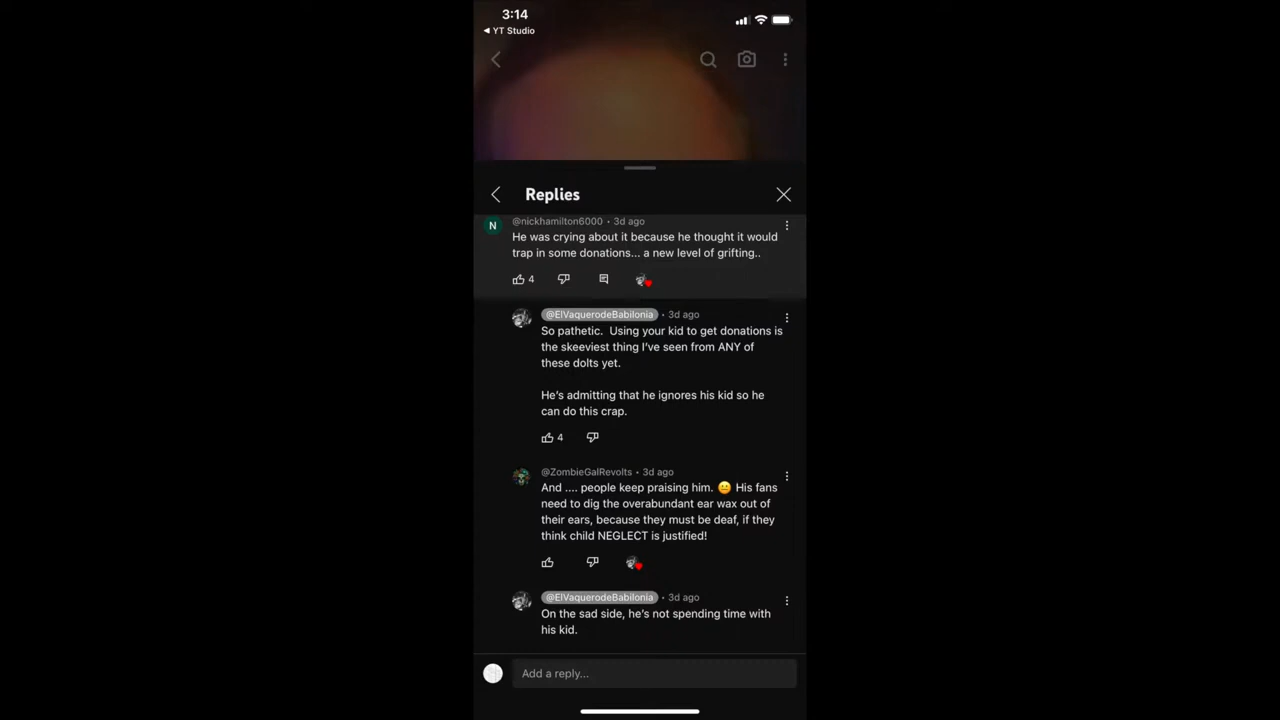 3:14
YT Studio
Replies
@nickhamilton6000 • 3d ago
N
He was crying about it because he thought it would
trap in some donations... a new level of grifting..
4
@ElVaquerodeBabilonia • 3d ago
So pathetic.  Using your kid to get donations is
the skeeviest thing I've seen from ANY of
these dolts yet.
He's admitting that he ignores his kid so he
can do this crap.
4
@ZombieGalRevolts • 3d ago
And .... people keep praising him. 😐 His fans
need to dig the overabundant ear wax out of
their ears, because they must be deaf, if they
think child NEGLECT is justified!
@ElVaquerodeBabilonia • 3d ago
On the sad side, he's not spending time with
his kid.
Add a reply...